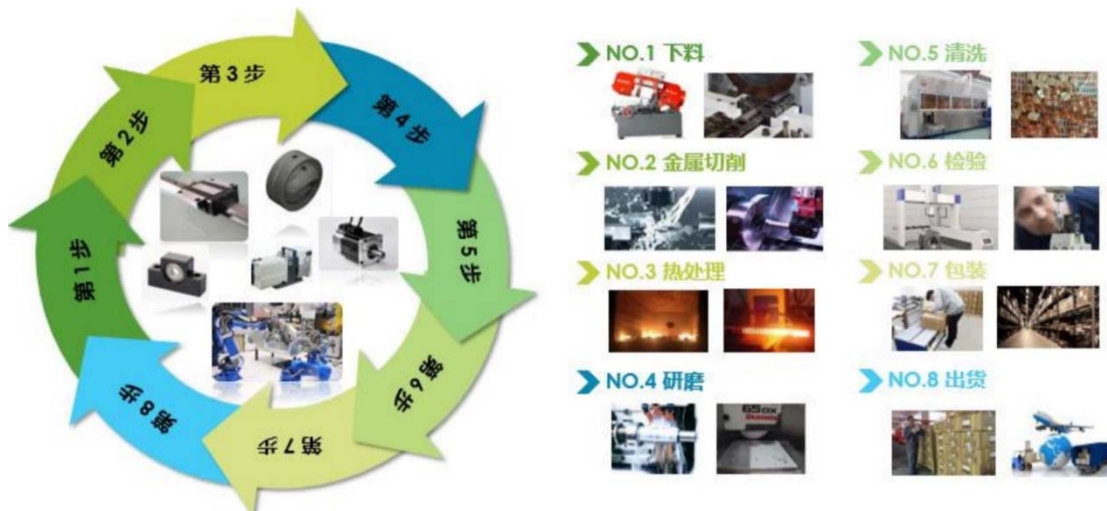 第1步
第2步
第3步
第4步
第5步
第6步
第7步
第8步
NO.1 下料
NO.2 金属切削
NO.3 热处理
NO.4 研磨
650X
NO.5 清洗
NO.6 检验
NO.7 包装
NO.8 出货